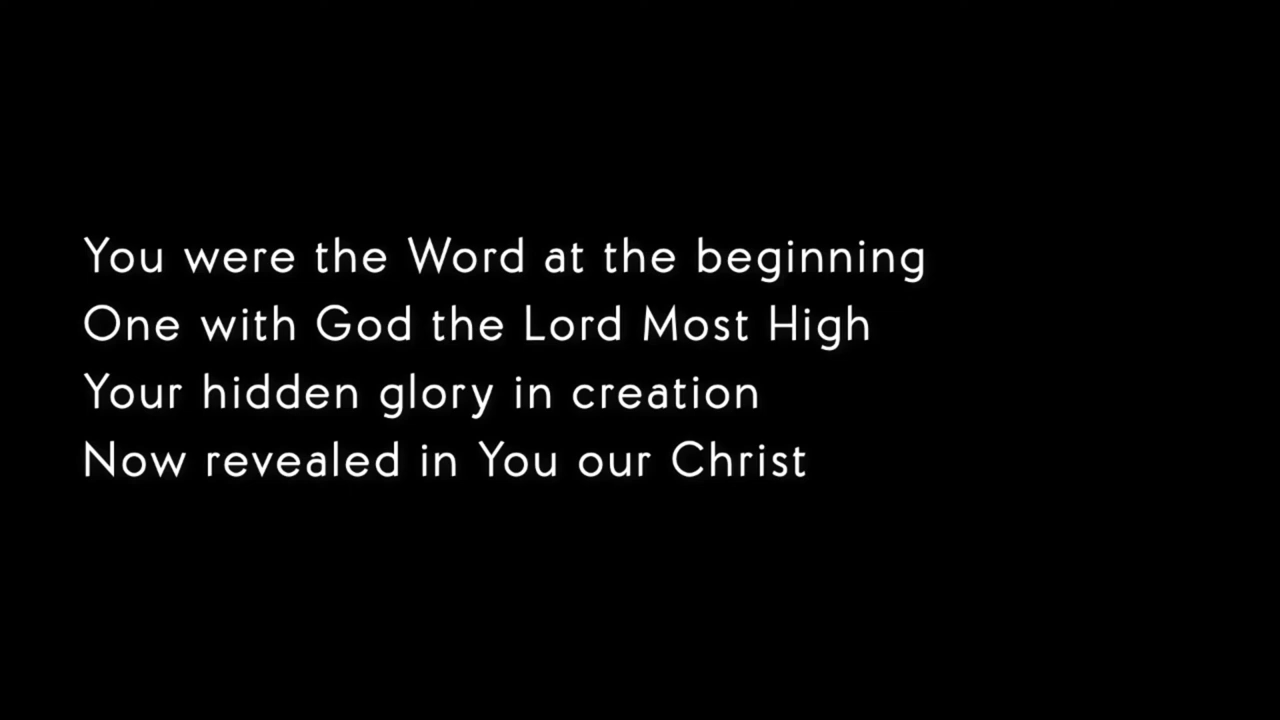 You were the Word at the beginning
One with God the Lord Most High
Your hidden glory in creation
Now revealed in You our Christ